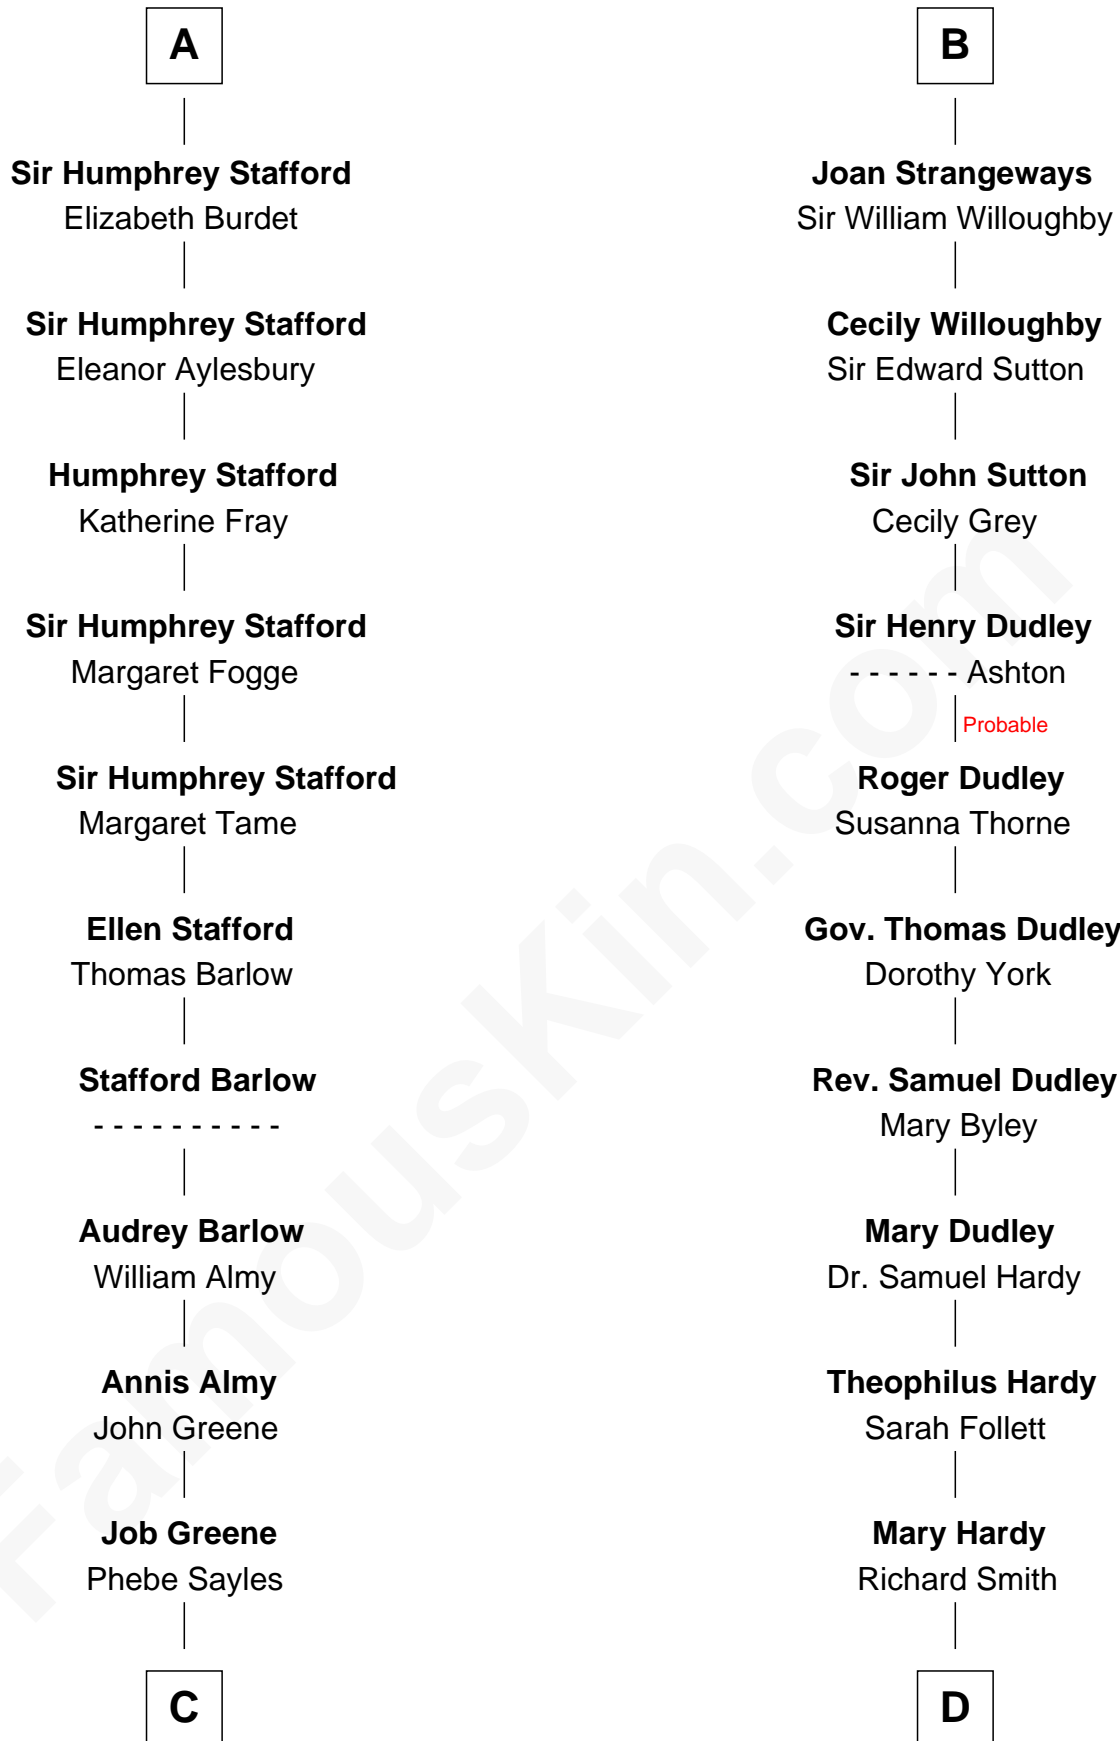 A
Sir Humphrey Stafford
Elizabeth Burdet
Sir Humphrey Stafford
Eleanor Aylesbury
Humphrey Stafford
Katherine Fray
Sir Humphrey Stafford
Margaret Fogge
Sir Humphrey Stafford
Margaret Tame
Ellen Stafford
Thomas Barlow
Stafford Barlow
- - - - - - - - - -
Audrey Barlow
William Almy
Annis Almy
John Greene
Job Greene
Phebe Sayles
C
B
Joan Strangeways
Sir William Willoughby
Cecily Willoughby
Sir Edward Sutton
Sir John Sutton
Cecily Grey
Sir Henry Dudley
- - - - - - Ashton
Probable
Roger Dudley
Susanna Thorne
Gov. Thomas Dudley
Dorothy York
Rev. Samuel Dudley
Mary Byley
Mary Dudley
Dr. Samuel Hardy
Theophilus Hardy
Sarah Follett
Mary Hardy
Richard Smith
D
FamousKin.com